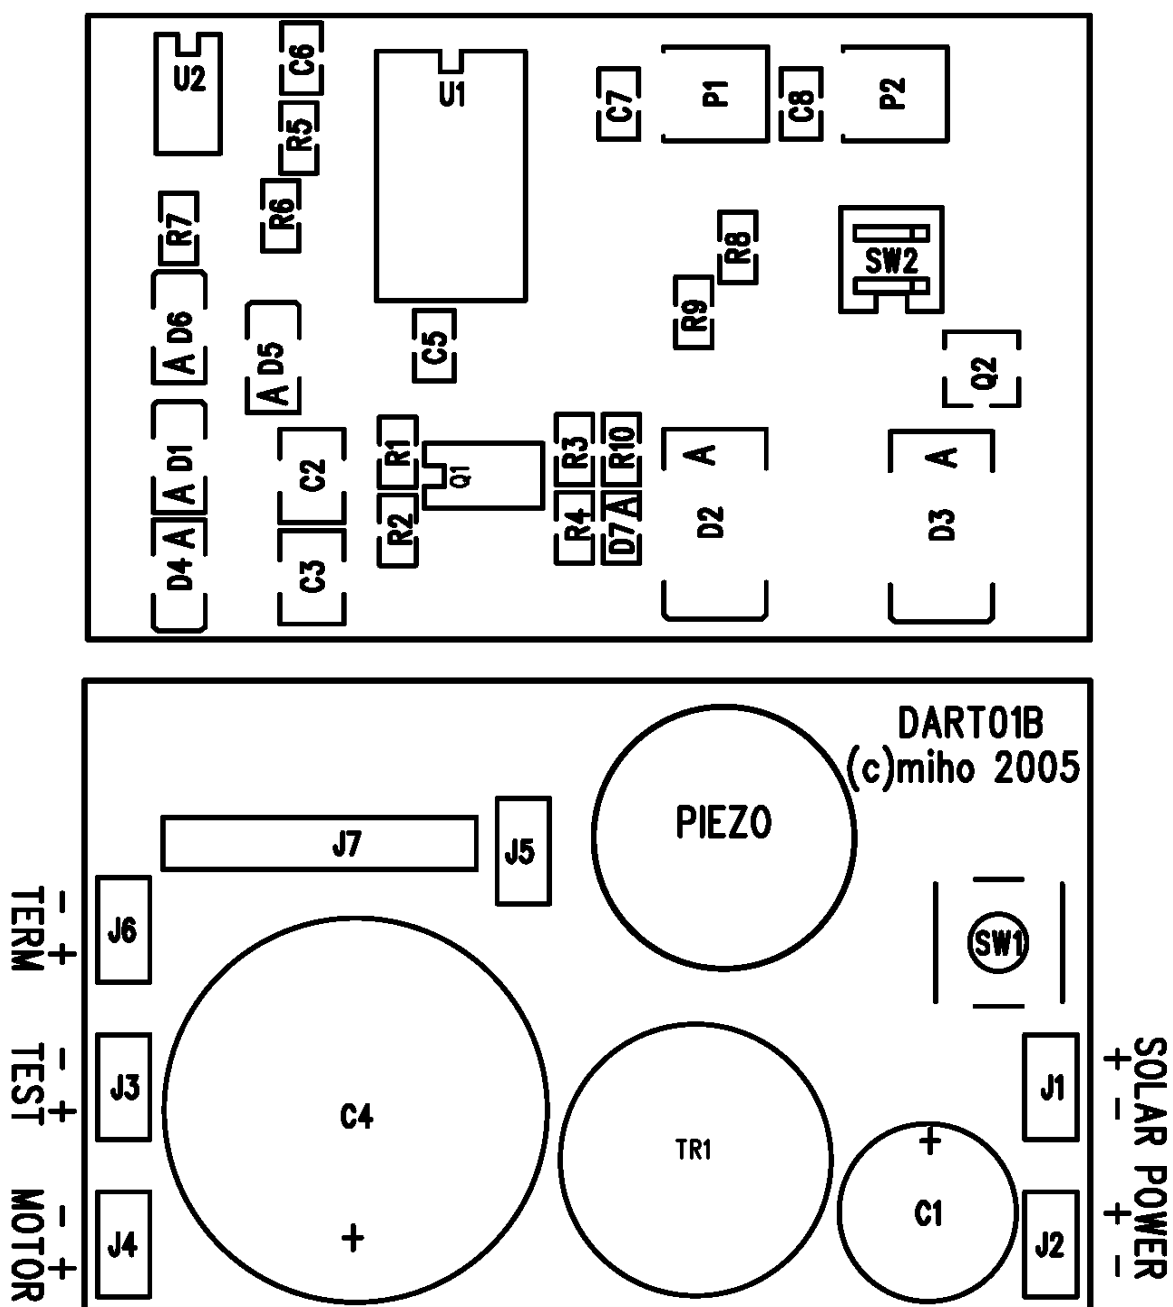 U2
C6
U1
C7
P1
C8
P2
R5
R6
R7
R8
SW2
R9
D6
A
D5
A
C5
Q2
D1
A
C2
R1
Q1
R3
R10
A
D2
A
D3
D4
A
C3
R2
R4
D7
A
DART01B
(c)miho 2005
PIEZO
J7
J5
TERM
-
+
J6
SW1
TEST
-
+
J3
C4
+
TR1
C1
+
J1
+
-
SOLAR
MOTOR
-
+
J4
J2
+
-
POWER